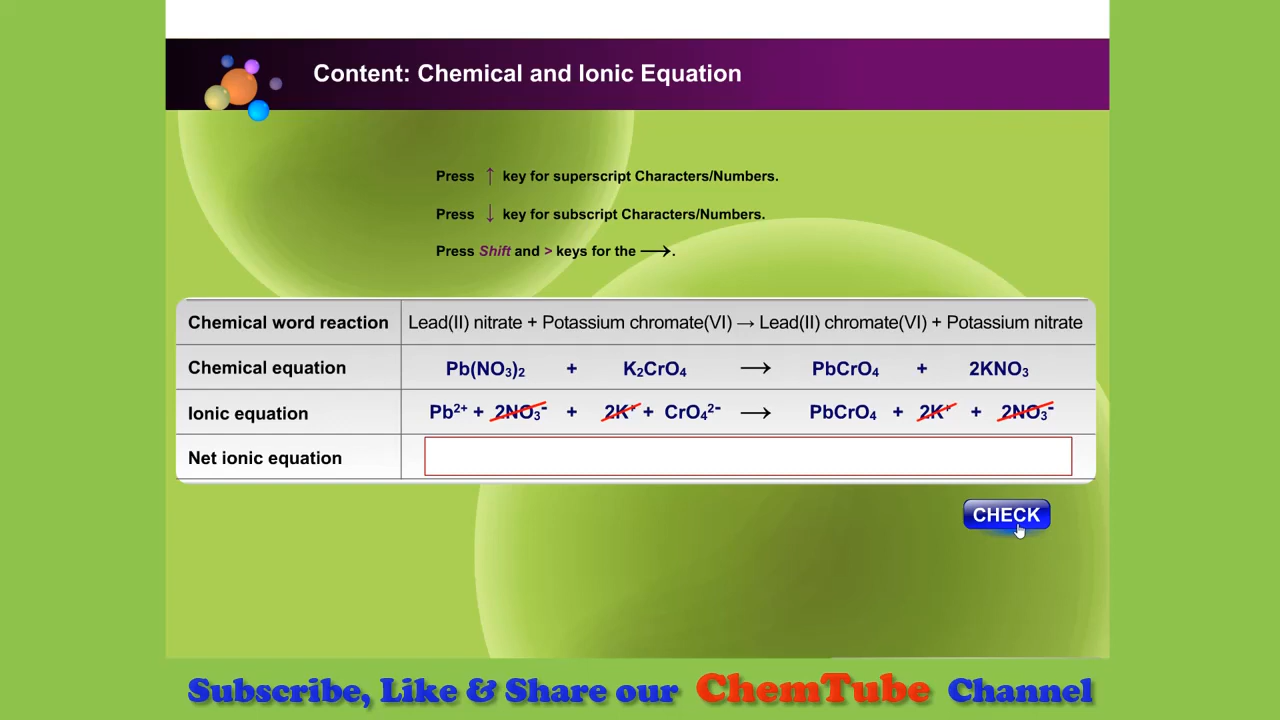 Content: Chemical and Ionic Equation
Press ↑ key for superscript Characters/Numbers.
Press ↓ key for subscript Characters/Numbers.
Press Shift and > keys for the ⟶.
Chemical word reaction Lead(II) nitrate + Potassium chromate(VI) → Lead(II) chromate(VI) + Potassium nitrate
Chemical equation Pb(NO₃)₂ + K₂CrO₄ ⟶ PbCrO₄ + 2KNO₃
Ionic equation Pb²⁺ + 2NO₃⁻ + 2K⁺ + CrO₄²⁻ ⟶ PbCrO₄ + 2K⁺ + 2NO₃⁻
Net ionic equation
CHECK
Subscribe, Like & Share our ChemTube Channel